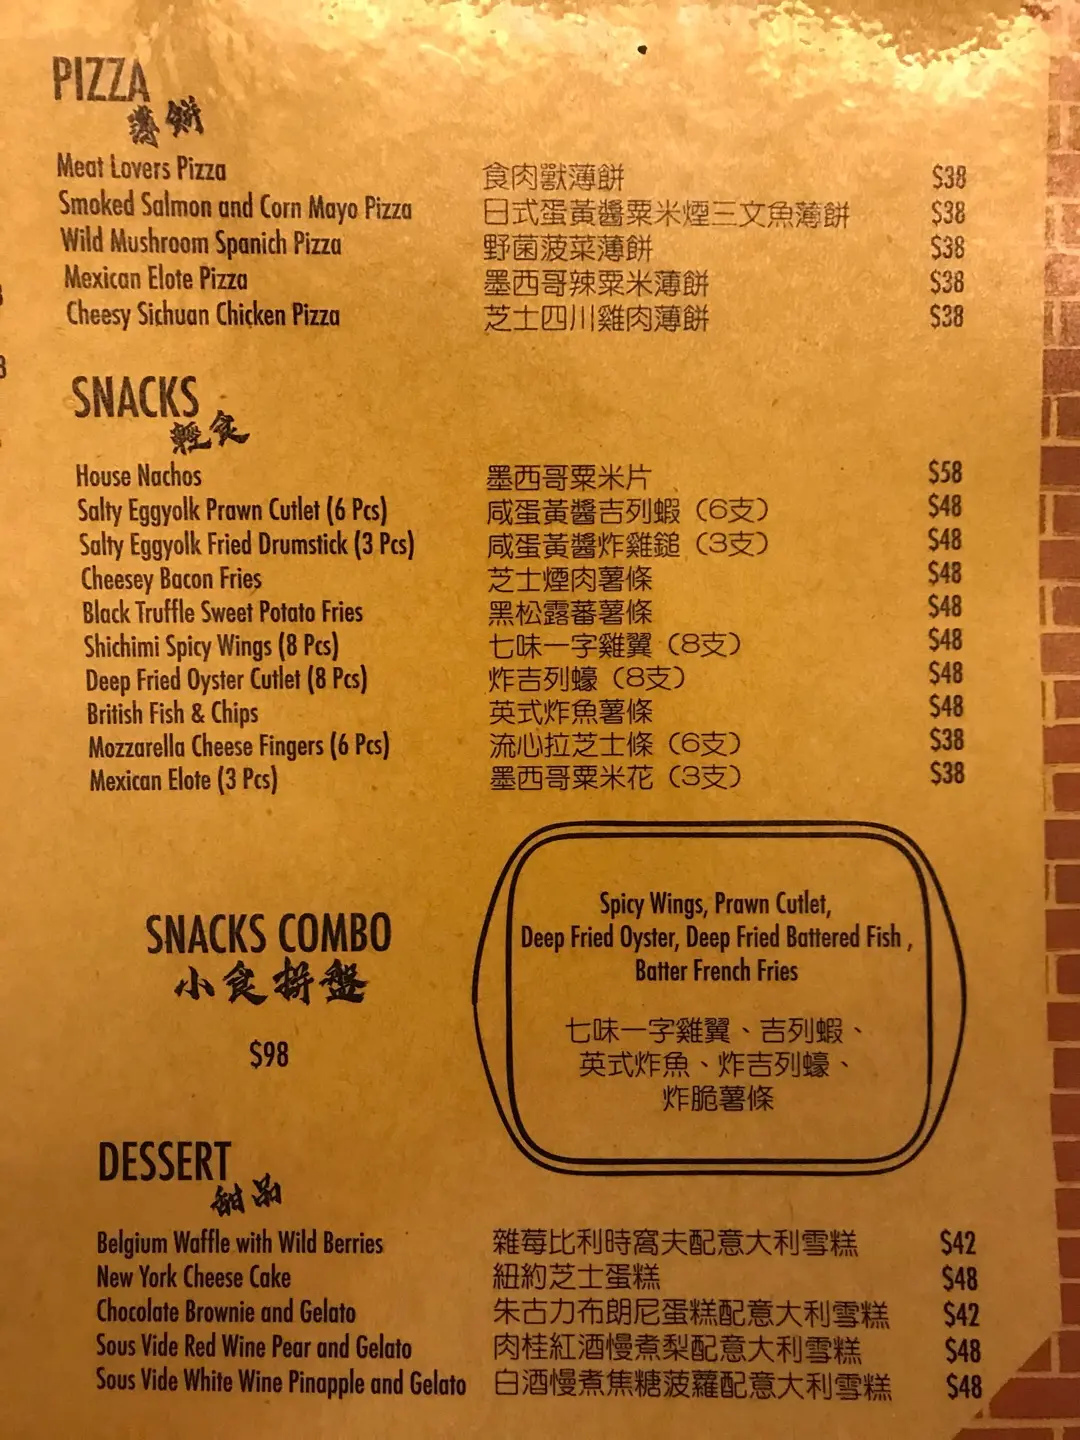 PIZZA
薄餅
Meat Lovers Pizza 食肉獸薄餅 $38
Smoked Salmon and Corn Mayo Pizza 日式蛋黃醬粟米煙三文魚薄餅 $38
Wild Mushroom Spanich Pizza 野菌菠菜薄餅 $38
Mexican Elote Pizza 墨西哥辣粟米薄餅 $38
Cheesy Sichuan Chicken Pizza 芝士四川雞肉薄餅 $38
SNACKS
輕食
House Nachos 墨西哥粟米片 $58
Salty Eggyolk Prawn Cutlet (6 Pcs) 咸蛋黃醬吉列蝦（6支） $48
Salty Eggyolk Fried Drumstick (3 Pcs) 咸蛋黃醬炸雞鎚（3支） $48
Cheesey Bacon Fries 芝士煙肉薯條 $48
Black Truffle Sweet Potato Fries 黑松露蕃薯條 $48
Shichimi Spicy Wings (8 Pcs) 七味一字雞翼（8支） $48
Deep Fried Oyster Cutlet (8 Pcs) 炸吉列蠔（8支） $48
British Fish & Chips 英式炸魚薯條 $48
Mozzarella Cheese Fingers (6 Pcs) 流心拉芝士條（6支） $38
Mexican Elote (3 Pcs) 墨西哥粟米花（3支） $38
SNACKS COMBO
小食拼盤
$98
Spicy Wings, Prawn Cutlet,
Deep Fried Oyster, Deep Fried Battered Fish ,
Batter French Fries
七味一字雞翼、吉列蝦、
英式炸魚、炸吉列蠔、
炸脆薯條
DESSERT
甜品
Belgium Waffle with Wild Berries 雜莓比利時窩夫配意大利雪糕 $42
New York Cheese Cake 紐約芝士蛋糕 $48
Chocolate Brownie and Gelato 朱古力布朗尼蛋糕配意大利雪糕 $42
Sous Vide Red Wine Pear and Gelato 肉桂紅酒慢煮梨配意大利雪糕 $48
Sous Vide White Wine Pinapple and Gelato 白酒慢煮焦糖菠蘿配意大利雪糕 $48